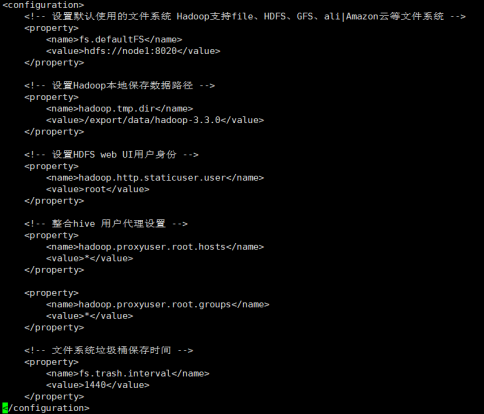 <configuration>
<!-- 设置默认使用的文件系统 Hadoop支持file、HDFS、GFS、ali|Amazon云等文件系统 -->
<property>
<name>fs.defaultFS</name>
<value>hdfs://node1:8020</value>
</property>
<!-- 设置Hadoop本地保存数据路径 -->
<property>
<name>hadoop.tmp.dir</name>
<value>/export/data/hadoop-3.3.0</value>
</property>
<!-- 设置HDFS web UI用户身份 -->
<property>
<name>hadoop.http.staticuser.user</name>
<value>root</value>
</property>
<!-- 整合hive 用户代理设置 -->
<property>
<name>hadoop.proxyuser.root.hosts</name>
<value>*</value>
</property>
<property>
<name>hadoop.proxyuser.root.groups</name>
<value>*</value>
</property>
<!-- 文件系统垃圾桶保存时间 -->
<property>
<name>fs.trash.interval</name>
<value>1440</value>
</property>
</configuration>